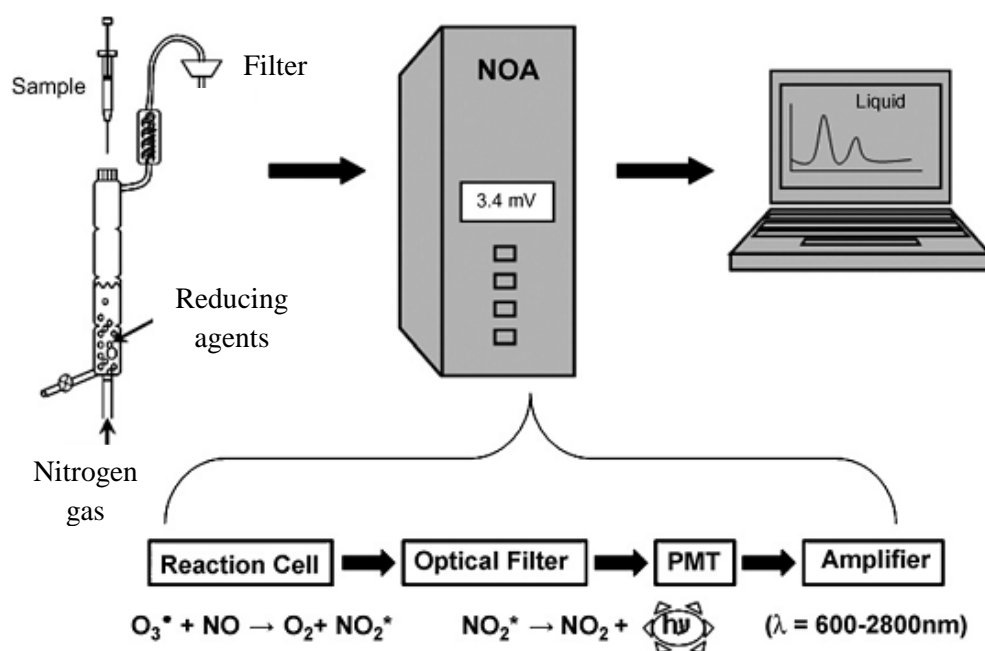 Sample
Filter
NOA
3.4 mV
Liquid
Reducing
agents
Nitrogen
gas
Reaction Cell
Optical Filter
PMT
Amplifier
O₃• + NO → O₂+ NO₂*
NO₂* → NO₂ + hν
(λ = 600-2800nm)